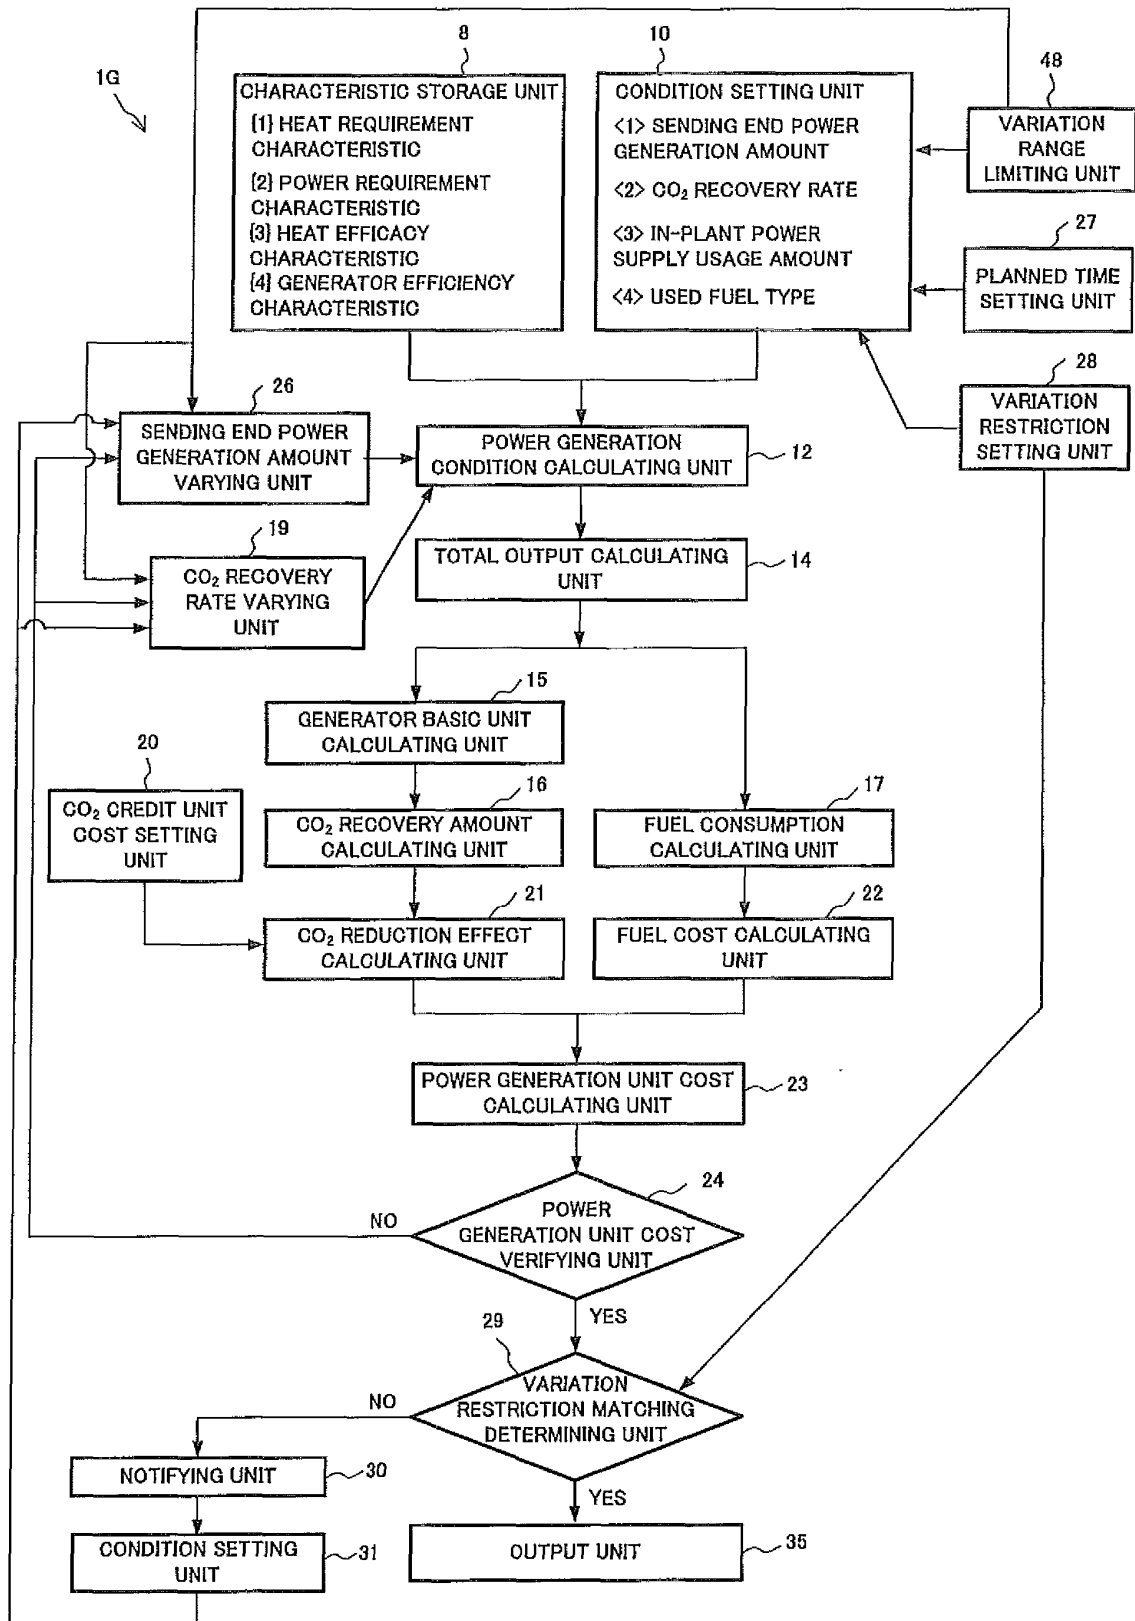 1G
8
CHARACTERISTIC STORAGE UNIT
{1} HEAT REQUIREMENT
CHARACTERISTIC
{2} POWER REQUIREMENT
CHARACTERISTIC
{3} HEAT EFFICACY
CHARACTERISTIC
{4} GENERATOR EFFICIENCY
CHARACTERISTIC
10
CONDITION SETTING UNIT
<1> SENDING END POWER
GENERATION AMOUNT
<2> CO2 RECOVERY RATE
<3> IN-PLANT POWER
SUPPLY USAGE AMOUNT
<4> USED FUEL TYPE
48
VARIATION
RANGE
LIMITING UNIT
27
PLANNED TIME
SETTING UNIT
28
VARIATION
RESTRICTION
SETTING UNIT
26
SENDING END POWER
GENERATION AMOUNT
VARYING UNIT
POWER GENERATION
CONDITION CALCULATING UNIT
12
19
CO2 RECOVERY
RATE VARYING
UNIT
TOTAL OUTPUT CALCULATING
UNIT
14
15
GENERATOR BASIC UNIT
CALCULATING UNIT
20
CO2 CREDIT UNIT
COST SETTING
UNIT
16
CO2 RECOVERY AMOUNT
CALCULATING UNIT
17
FUEL CONSUMPTION
CALCULATING UNIT
21
CO2 REDUCTION EFFECT
CALCULATING UNIT
22
FUEL COST CALCULATING
UNIT
POWER GENERATION UNIT COST
CALCULATING UNIT
23
24
POWER
GENERATION UNIT COST
VERIFYING UNIT
NO
YES
29
VARIATION
RESTRICTION MATCHING
DETERMINING UNIT
NO
YES
NOTIFYING UNIT
30
CONDITION SETTING
UNIT
31
OUTPUT UNIT
35